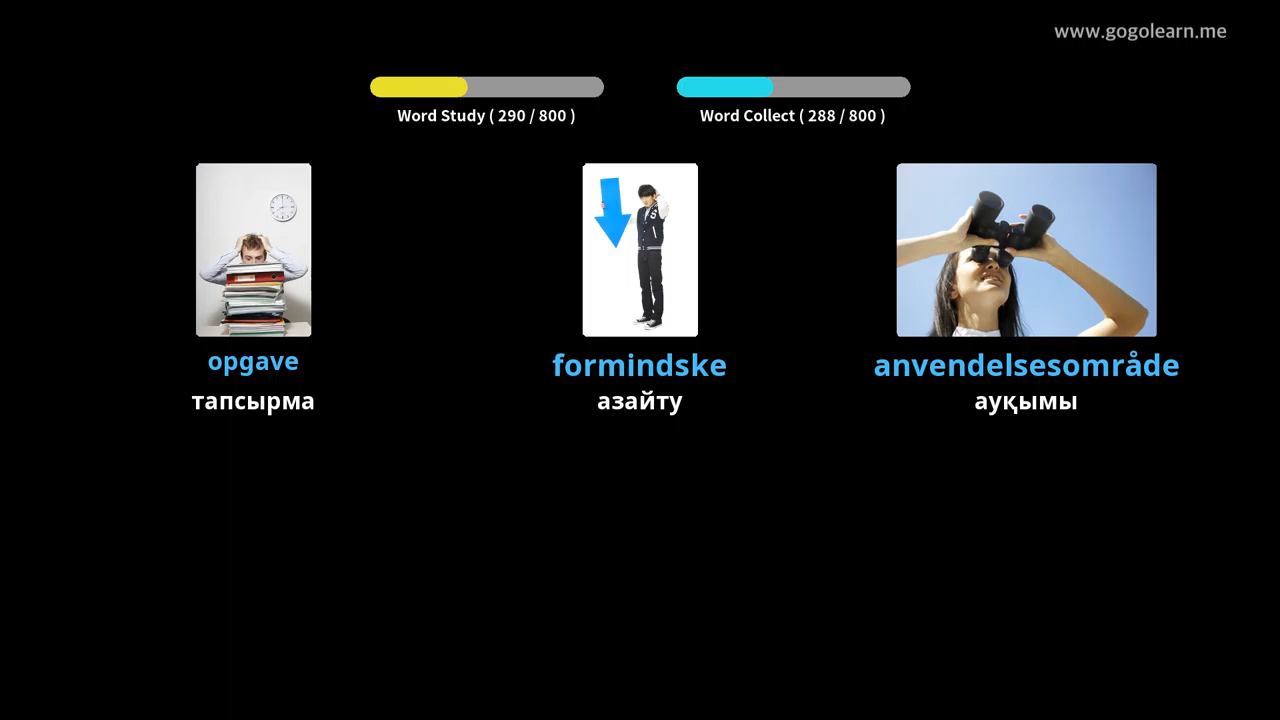 www.gogolearn.me
Word Study ( 290 / 800 )
Word Collect ( 288 / 800 )
opgave
тапсырма
formindske
азайту
anvendelsesområde
ауқымы